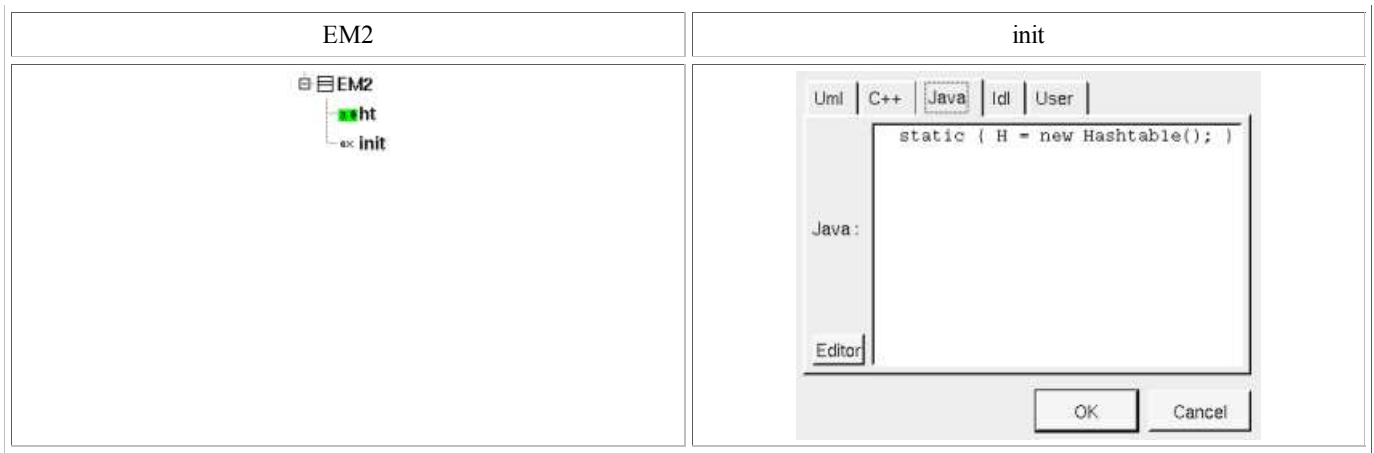 EM2
init
EM2
ht
init
Uml C++ Java Idl User
static { H = new Hashtable(); }
Java :
Editor
OK Cancel